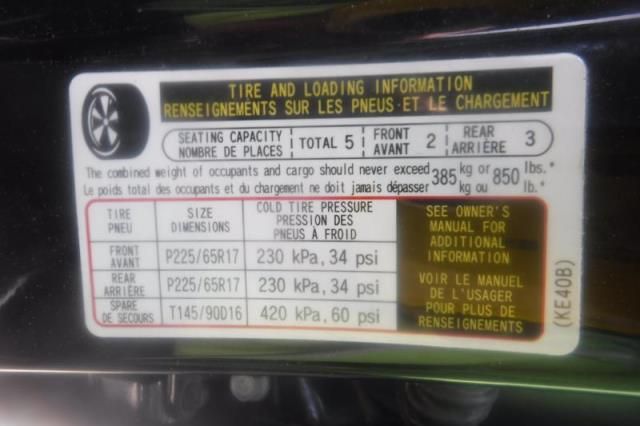 TIRE AND LOADING INFORMATION
RENSEIGNEMENTS SUR LES PNEUS ET LE CHARGEMENT
SEATING CAPACITY
NOMBRE DE PLACES
TOTAL 5
FRONT
AVANT
2
REAR
ARRIÈRE
3
The combined weight of occupants and cargo should never exceed 385 kg or 850 lbs.*
Le poids total des occupants et du chargement ne doit jamais dépasser kg ou lb.*
TIRE
PNEU
SIZE
DIMENSIONS
COLD TIRE PRESSURE
PRESSION DES
PNEUS À FROID
FRONT
AVANT
P225/65R17
230 kPa, 34 psi
REAR
ARRIÈRE
P225/65R17
230 kPa, 34 psi
SPARE
DE SECOURS
T145/90D16
420 kPa, 60 psi
SEE OWNER'S
MANUAL FOR
ADDITIONAL
INFORMATION
VOIR LE MANUEL
DE L'USAGER
POUR PLUS DE
RENSEIGNEMENTS
(KE40B)